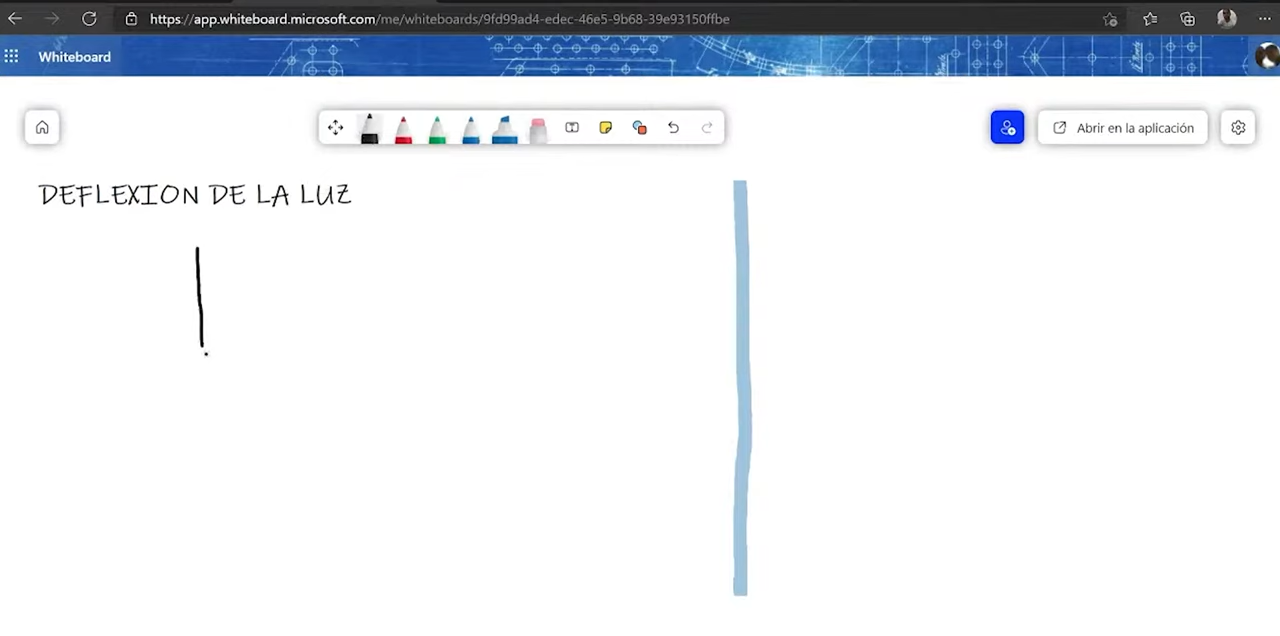 https://app.whiteboard.microsoft.com/me/whiteboards/9fd99ad4-edec-46e5-9b68-39e93150ffbe
Whiteboard
Abrir en la aplicación
DEFLEXION DE LA LUZ